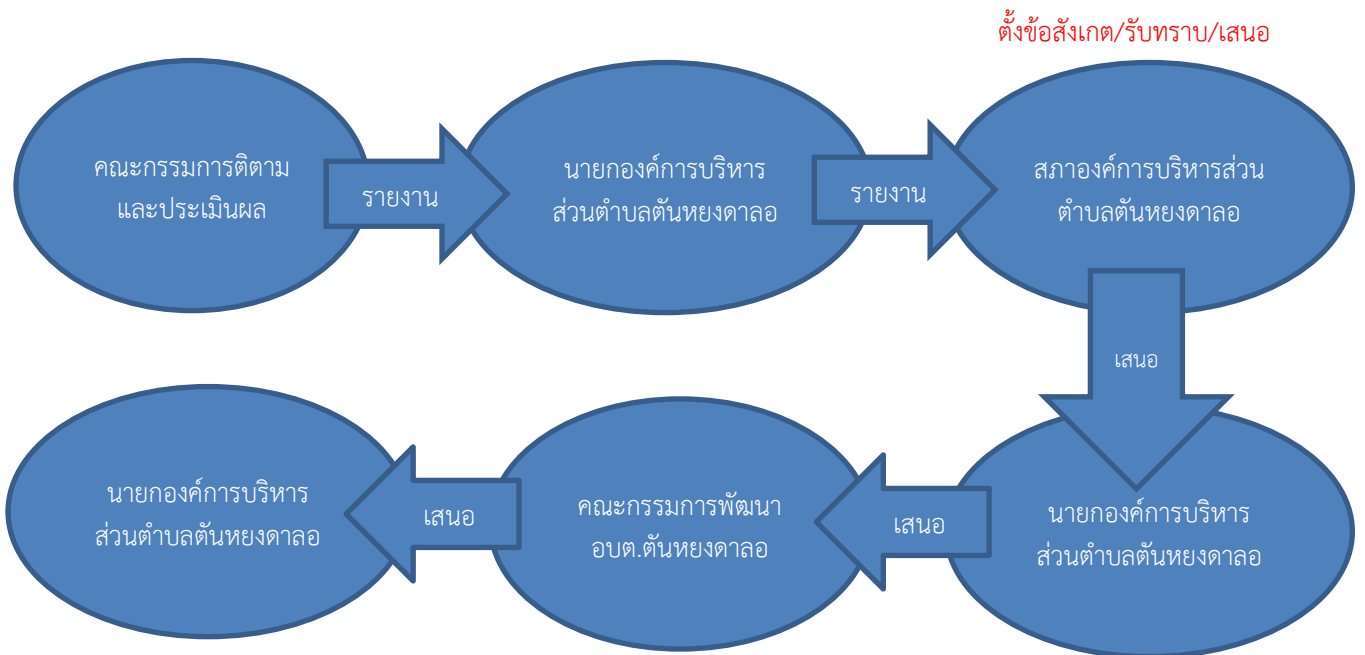 ตั้งข้อสังเกต/รับทราบ/เสนอ
คณะกรรมการติตาม
และประเมินผล
รายงาน
นายกองค์การบริหาร
ส่วนตำบลตันหยงดาลอ
รายงาน
สภาองค์การบริหารส่วน
ตำบลตันหยงดาลอ
เสนอ
นายกองค์การบริหาร
ส่วนตำบลตันหยงดาลอ
เสนอ
คณะกรรมการพัฒนา
อบต.ตันหยงดาลอ
เสนอ
นายกองค์การบริหาร
ส่วนตำบลตันหยงดาลอ